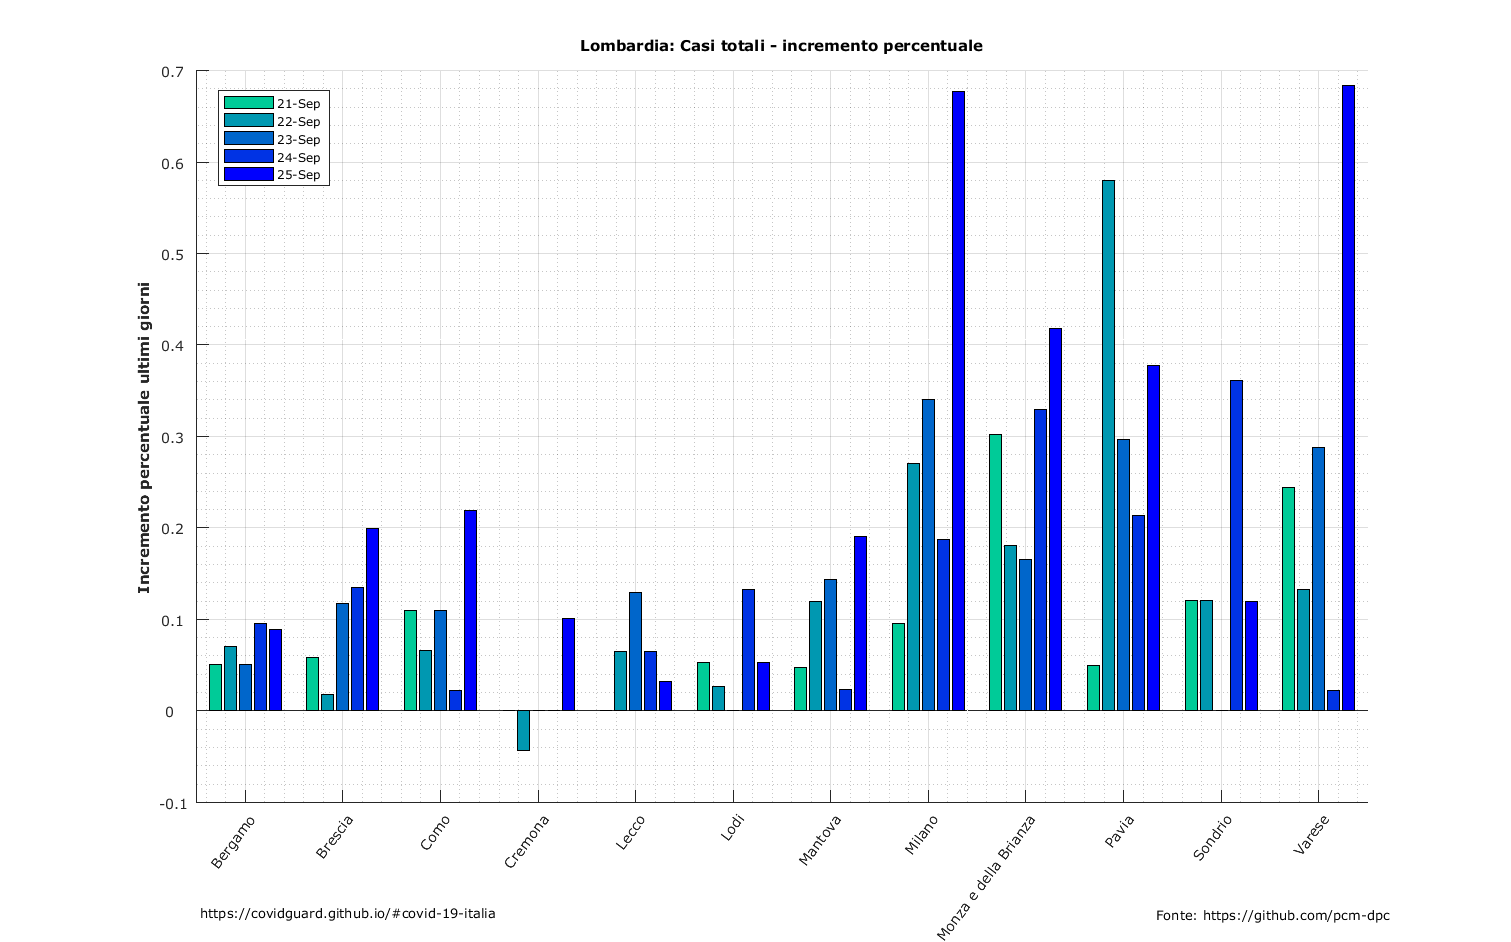 Lombardia: Casi totali - incremento percentuale
Incremento percentuale ultimi giorni
0.7
0.6
0.5
0.4
0.3
0.2
0.1
0
-0.1
21-Sep
22-Sep
23-Sep
24-Sep
25-Sep
Bergamo
Brescia
Como
Cremona
Lecco
Lodi
Mantova
Milano
Monza e della Brianza
Pavia
Sondrio
Varese
https://covidguard.github.io/#covid-19-italia
Fonte: https://github.com/pcm-dpc